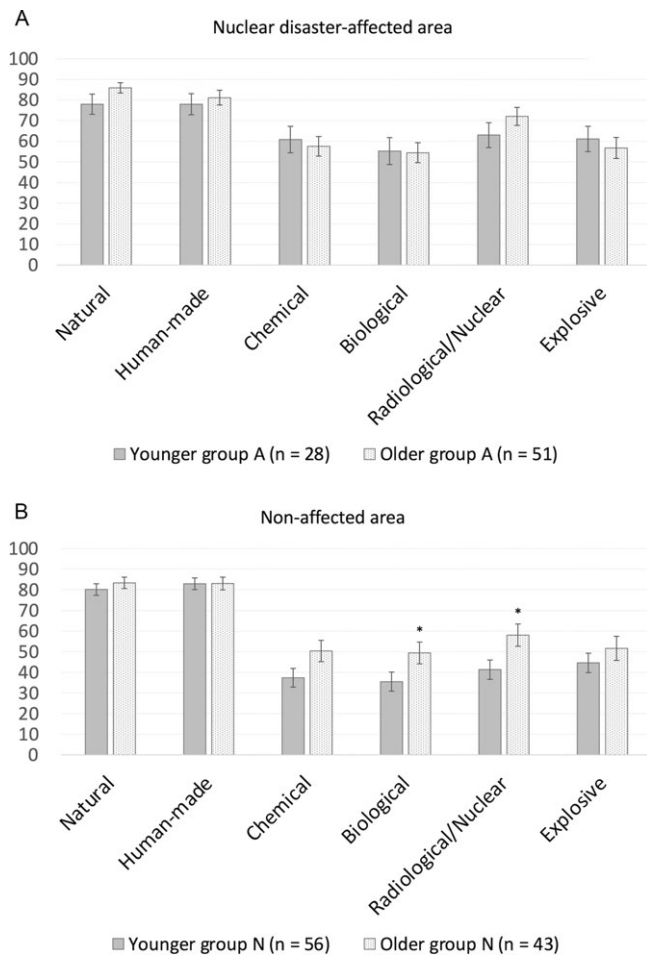 A
Nuclear disaster-affected area
100
90
80
70
60
50
40
30
20
10
0
Natural
Human-made
Chemical
Biological
Radiological/Nuclear
Explosive
Younger group A (n = 28) Older group A (n = 51)
B
Non-affected area
100
90
80
70
60
50
40
30
20
10
0
*
*
Natural
Human-made
Chemical
Biological
Radiological/Nuclear
Explosive
Younger group N (n = 56) Older group N (n = 43)